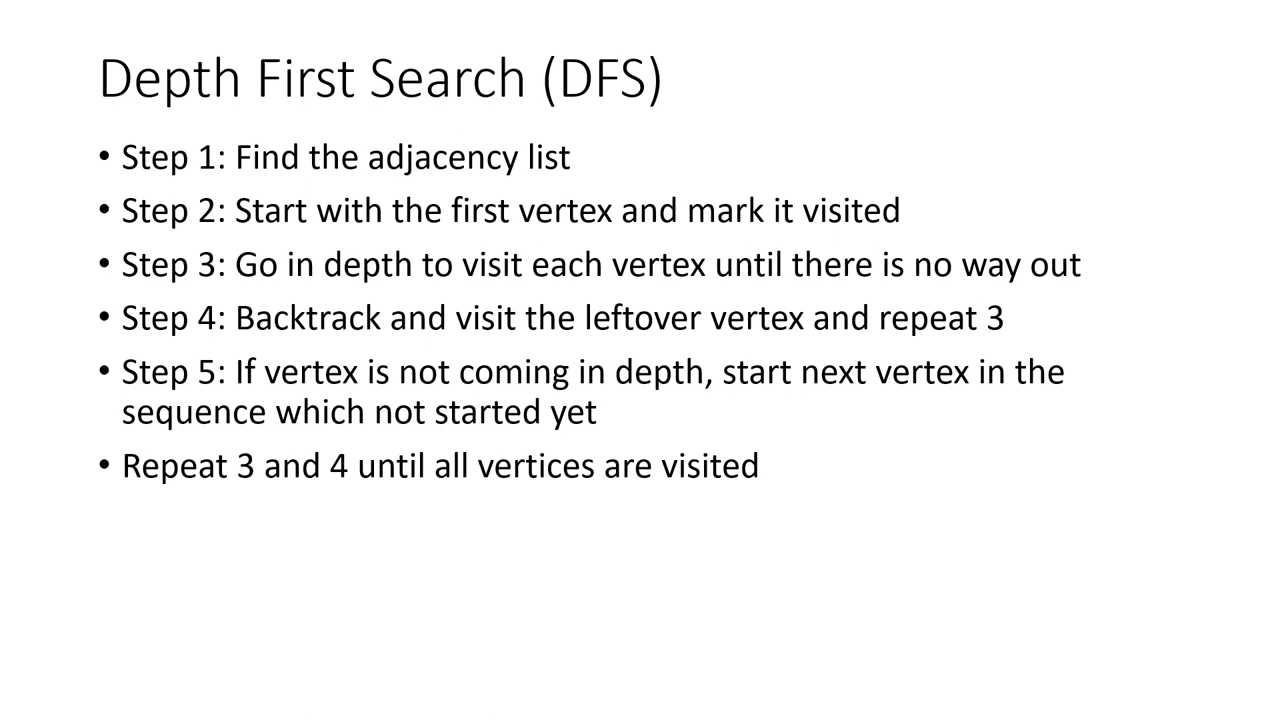 Depth First Search (DFS)
• Step 1: Find the adjacency list
• Step 2: Start with the first vertex and mark it visited
• Step 3: Go in depth to visit each vertex until there is no way out
• Step 4: Backtrack and visit the leftover vertex and repeat 3
• Step 5: If vertex is not coming in depth, start next vertex in the
sequence which not started yet
• Repeat 3 and 4 until all vertices are visited